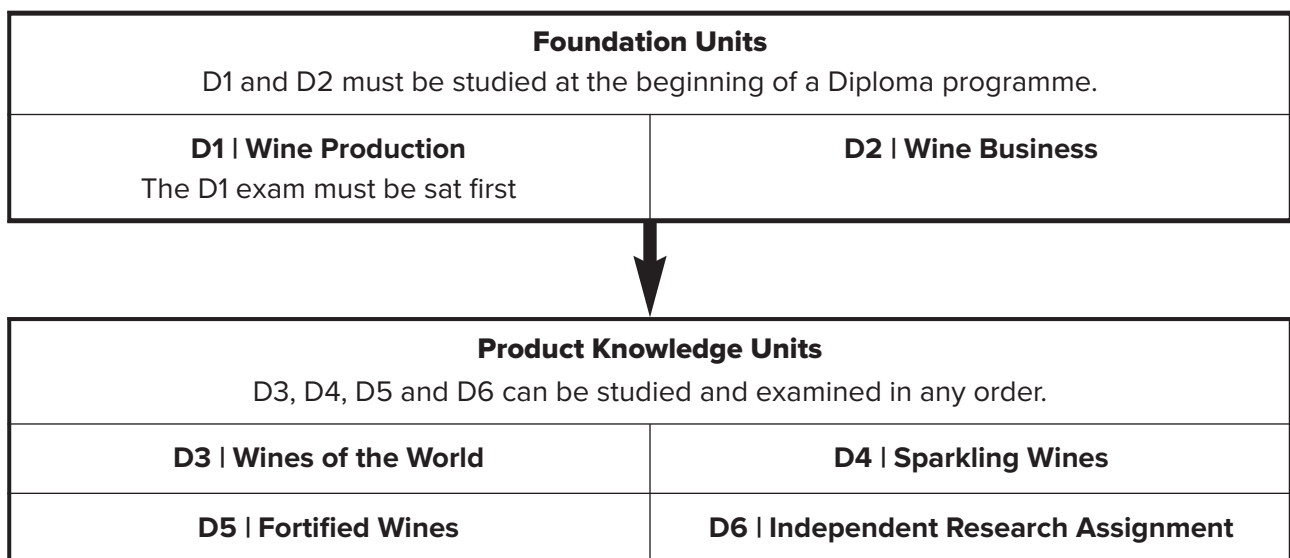 Foundation Units
D1 and D2 must be studied at the beginning of a Diploma programme.
D1 | Wine Production
The D1 exam must be sat first
D2 | Wine Business
Product Knowledge Units
D3, D4, D5 and D6 can be studied and examined in any order.
D3 | Wines of the World
D4 | Sparkling Wines
D5 | Fortified Wines
D6 | Independent Research Assignment